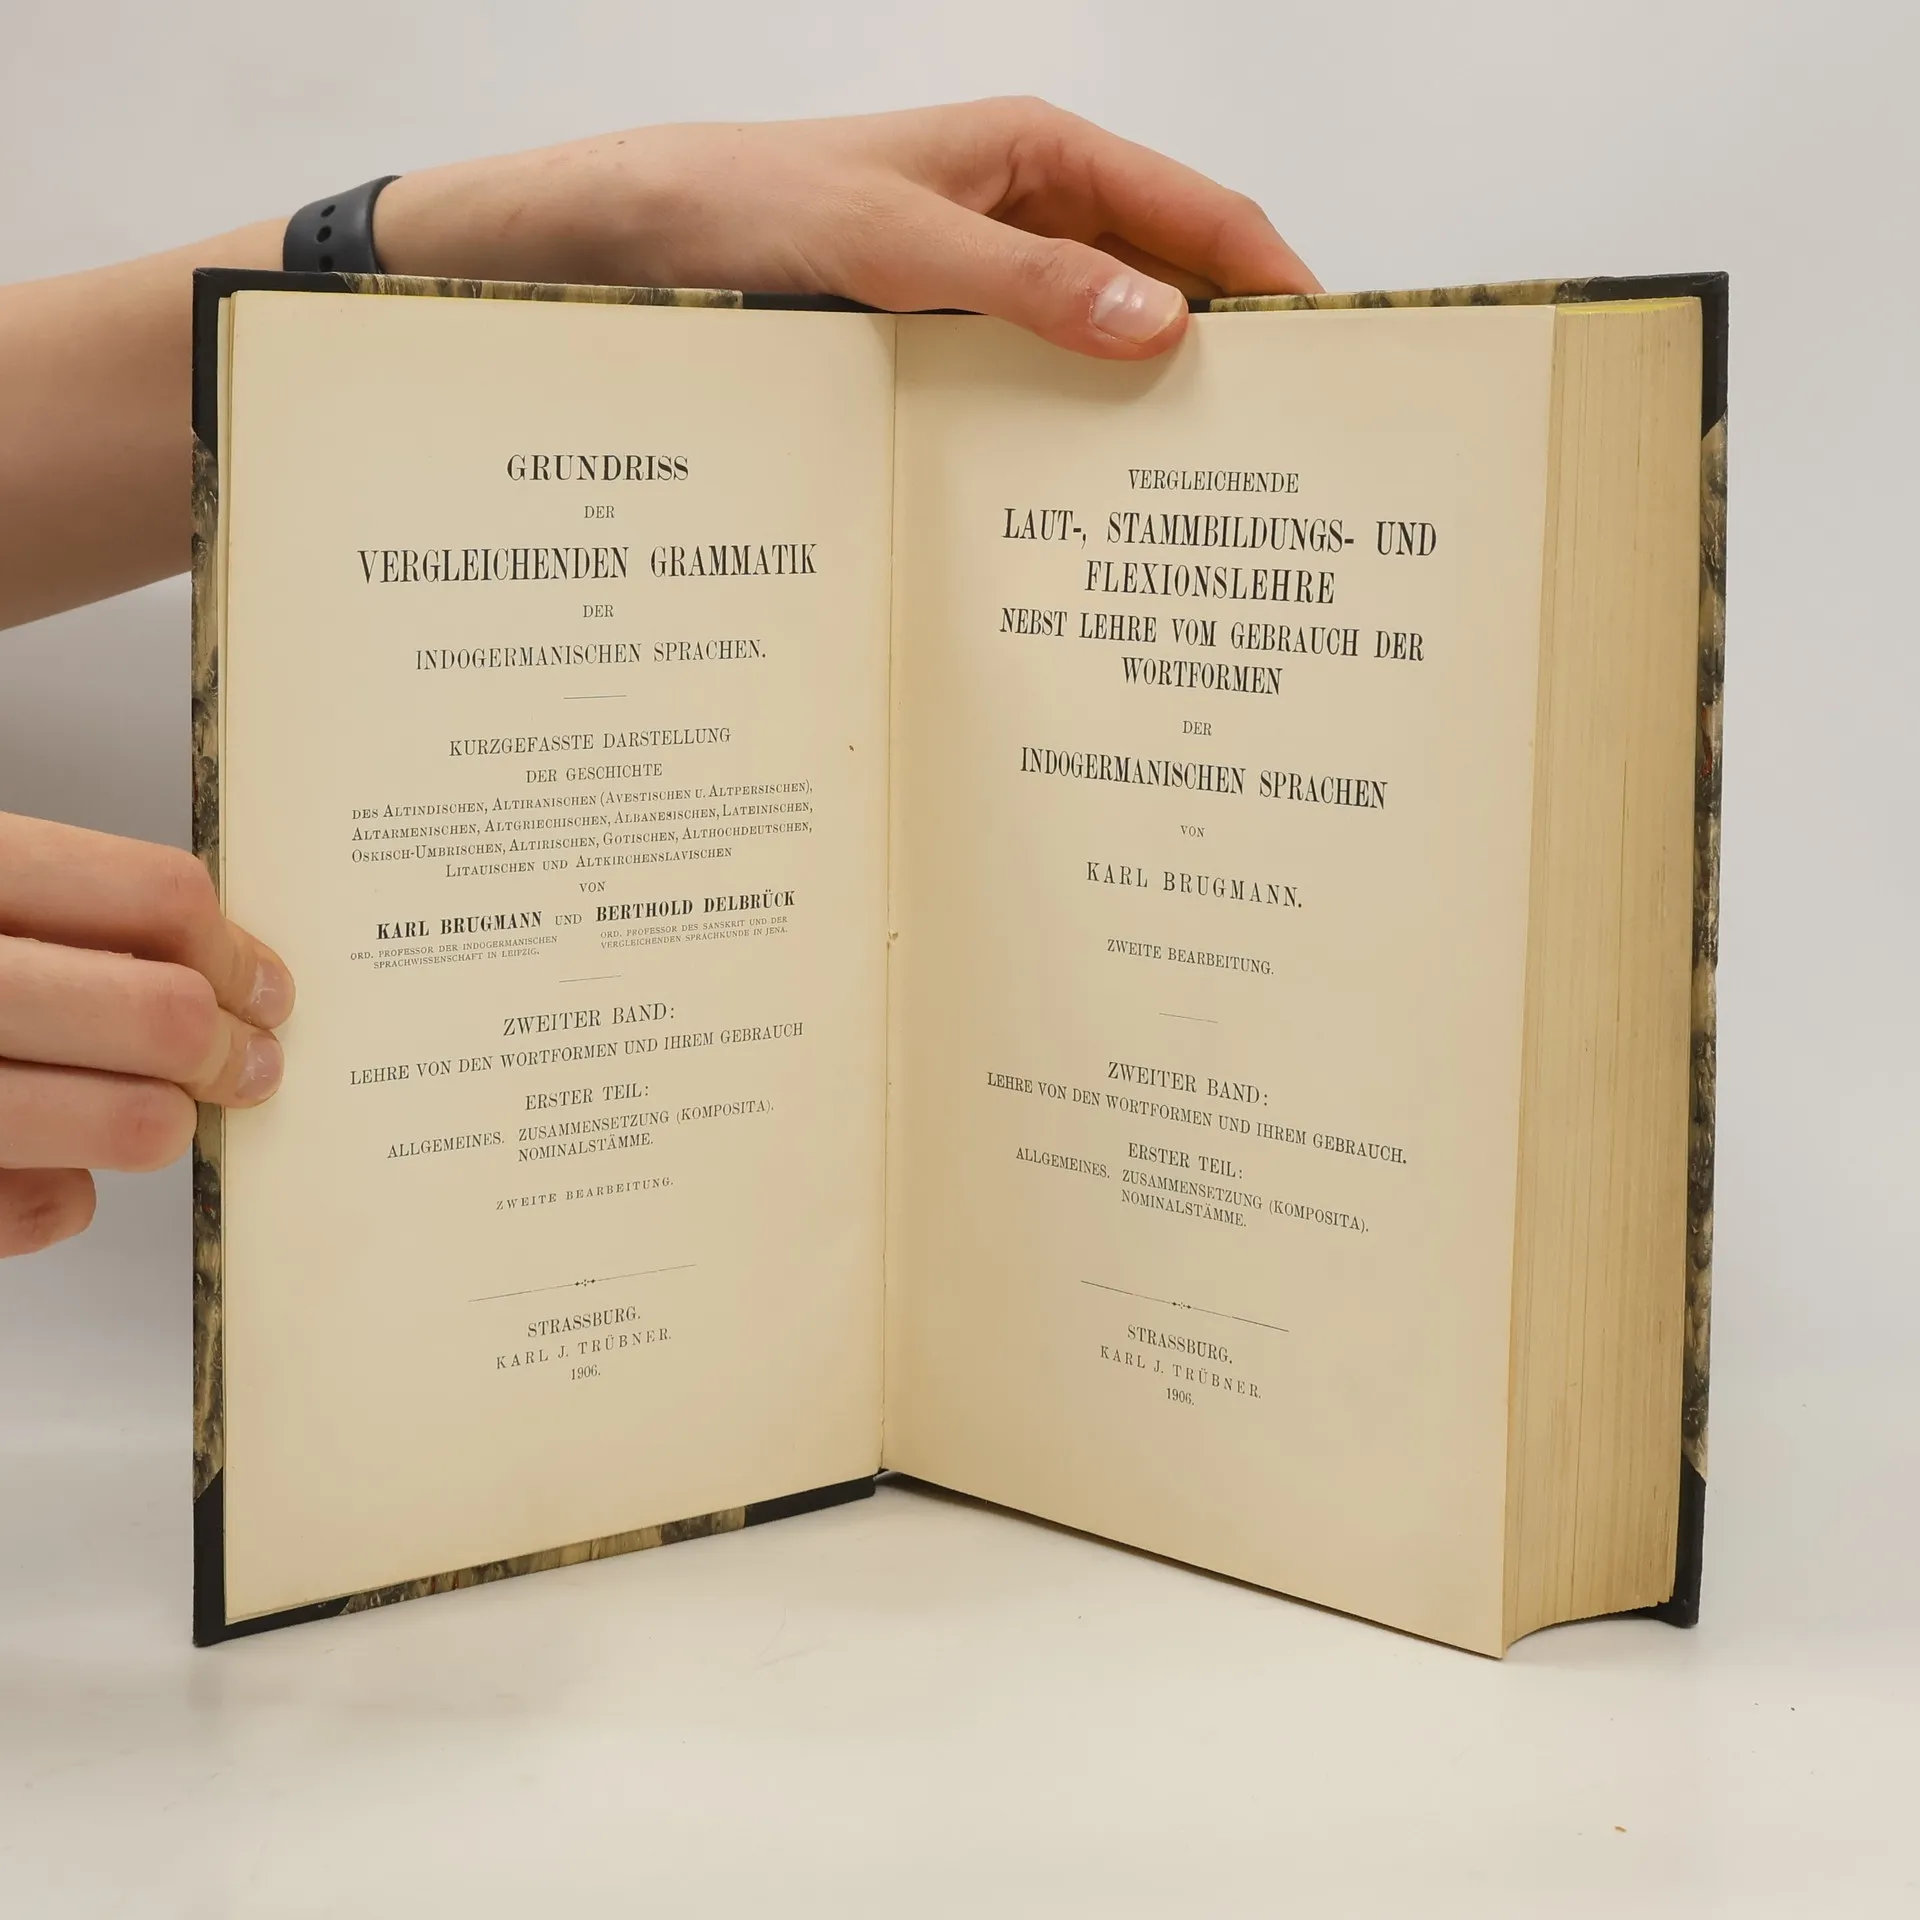 GRUNDRISS
DER
VERGLEICHENDEN GRAMMATIK
DER
INDOGERMANISCHEN SPRACHEN.
KURZGEFASSTE DARSTELLUNG
DER GESCHICHTE
DES ALTINDISCHEN, ALTIRANISCHEN (AVESTISCHEN U. ALTPERSISCHEN),
ALTARMENISCHEN, ALTGRIECHISCHEN, ALBANESISCHEN, LATEINISCHEN,
OSKISCH-UMBRISCHEN, ALTIRISCHEN, GOTISCHEN, ALTHOCHDEUTSCHEN,
LITAUISCHEN UND ALTKIRCHENSLAVISCHEN
VON
KARL BRUGMANN UND BERTHOLD DELBRÜCK
ORD. PROFESSOR DER INDOGERMANISCHEN
SPRACHWISSENSCHAFT IN LEIPZIG.
ORD. PROFESSOR DES SANSKRIT UND DER
VERGLEICHENDEN SPRACHKUNDE IN JENA.
ZWEITER BAND:
LEHRE VON DEN WORTFORMEN UND IHREM GEBRAUCH
ERSTER TEIL:
ALLGEMEINES. ZUSAMMENSETZUNG (KOMPOSITA).
NOMINALSTÄMME.
ZWEITE BEARBEITUNG.
STRASSBURG.
KARL J. TRÜBNER.
1906.
VERGLEICHENDE
LAUT-, STAMMBILDUNGS- UND
FLEXIONSLEHRE
NEBST LEHRE VOM GEBRAUCH DER
WORTFORMEN
DER
INDOGERMANISCHEN SPRACHEN
VON
KARL BRUGMANN.
ZWEITE BEARBEITUNG.
ZWEITER BAND:
LEHRE VON DEN WORTFORMEN UND IHREM GEBRAUCH.
ERSTER TEIL:
ALLGEMEINES. ZUSAMMENSETZUNG (KOMPOSITA).
NOMINALSTÄMME.
STRASSBURG.
KARL J. TRÜBNER.
1906.